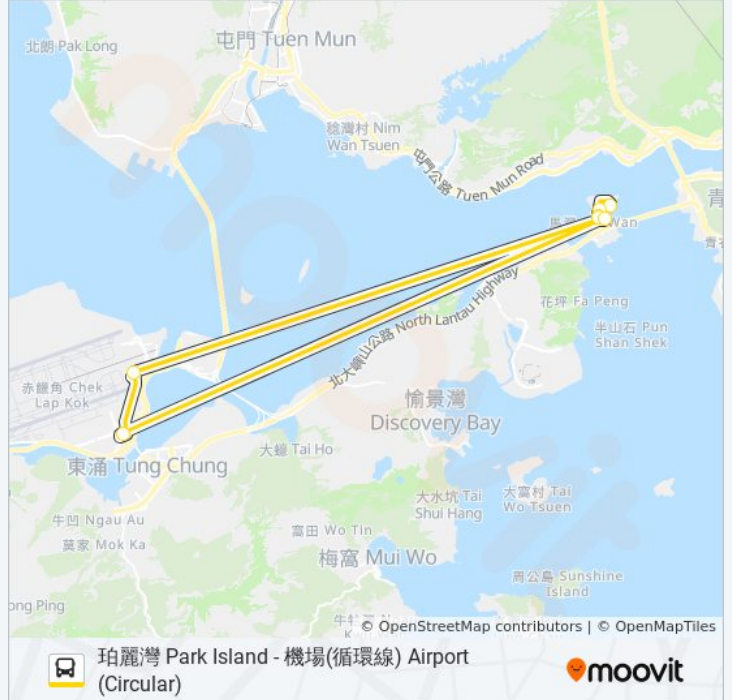 北朗 Pak Long
屯門 Tuen Mun
稔灣村 Nim
Wan Tsuen
屯門公路 Tuen Mun Road
馬灣 Wan
青
青衣
花坪 Fa Peng
北大嶼山公路 North Lantau Highway
半山石 Pun
Shan Shek
赤鱲角 Chek
Lap Kok
愉景灣
Discovery Bay
大蠔 Tai Ho
東涌 Tung Chung
大水坑 Tai
Shui Hang
大窩村 Tai
Wo Tsuen
牛凹 Ngau Au
莫家 Mok Ka
富田 Wo Tin
梅窩 Mui Wo
周公島 Sunshine
Island
ong Ping
© OpenStreetMap contributors | © OpenMapTiles
珀麗灣 Park Island - 機場(循環線) Airport
(Circular)
moovit